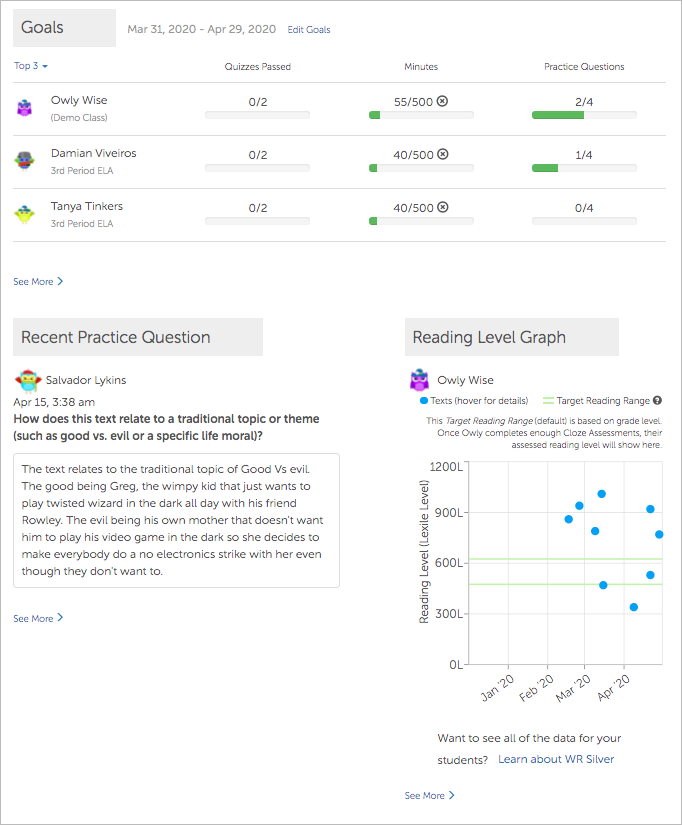 Goals
Mar 31, 2020 - Apr 29, 2020 Edit Goals
Top 3 Quizzes Passed Minutes Practice Questions
Owly Wise
(Demo Class)
0/2 55/500 2/4
Damian Viveiros
3rd Period ELA
0/2 40/500 1/4
Tanya Tinkers
3rd Period ELA
0/2 40/500 0/4
See More
Recent Practice Question
Salvador Lykins
Apr 15, 3:38 am
How does this text relate to a traditional topic or theme
(such as good vs. evil or a specific life moral)?
The text relates to the traditional topic of Good Vs evil.
The good being Greg, the wimpy kid that just wants to
play twisted wizard in the dark all day with his friend
Rowley. The evil being his own mother that doesn't want
him to play his video game in the dark so she decides to
make everybody do a no electronics strike with her even
though they don't want to.
See More
Reading Level Graph
Owly Wise
Texts (hover for details) Target Reading Range ?
This Target Reading Range (default) is based on grade level.
Once Owly completes enough Cloze Assessments, their
assessed reading level will show here.
Reading Level (Lexile Level)
1200L
900L
600L
300L
0L
Jan '20 Feb '20 Mar '20 Apr '20
Want to see all of the data for your
students? Learn about WR Silver
See More